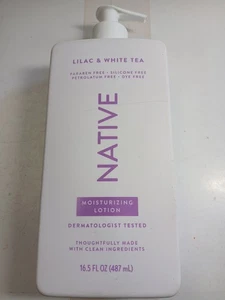 LILAC & WHITE TEA
PARABEN FREE • SILICONE FREE
PETROLATUM FREE • DYE FREE
NATIVE
MOISTURIZING
LOTION
DERMATOLOGIST TESTED
THOUGHTFULLY MADE
WITH CLEAN INGREDIENTS
16.5 FL OZ (487 mL)